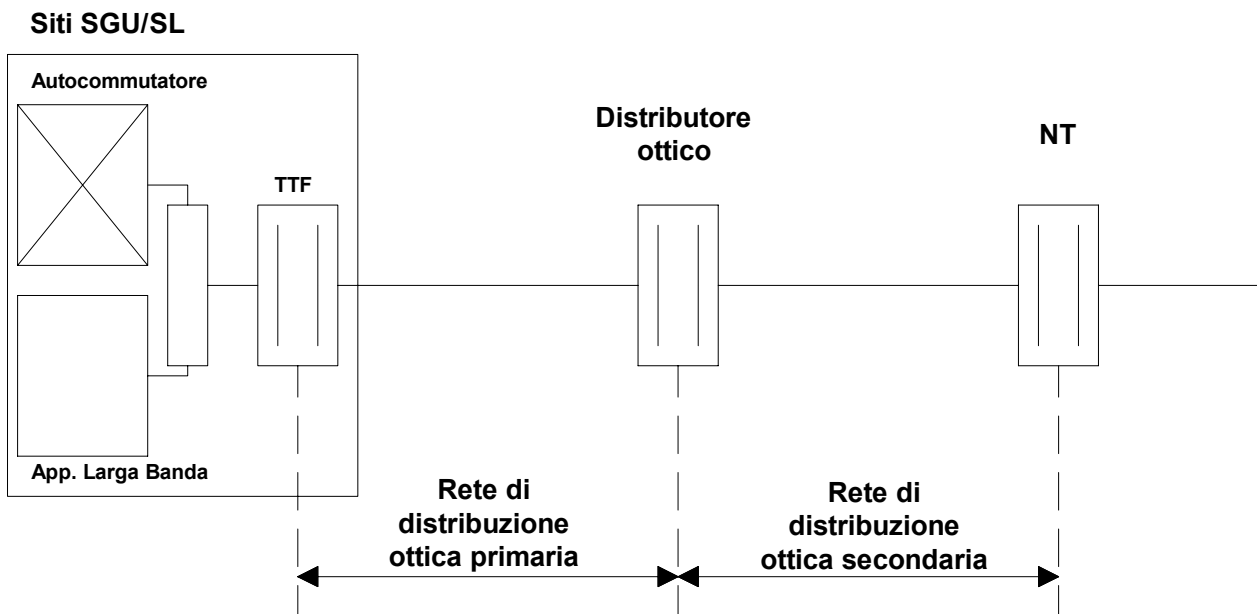 Siti SGU/SL
Autocommutatore
TTF
App. Larga Banda
Distributore
ottico
NT
Rete di
distribuzione
ottica primaria
Rete di
distribuzione
ottica secondaria